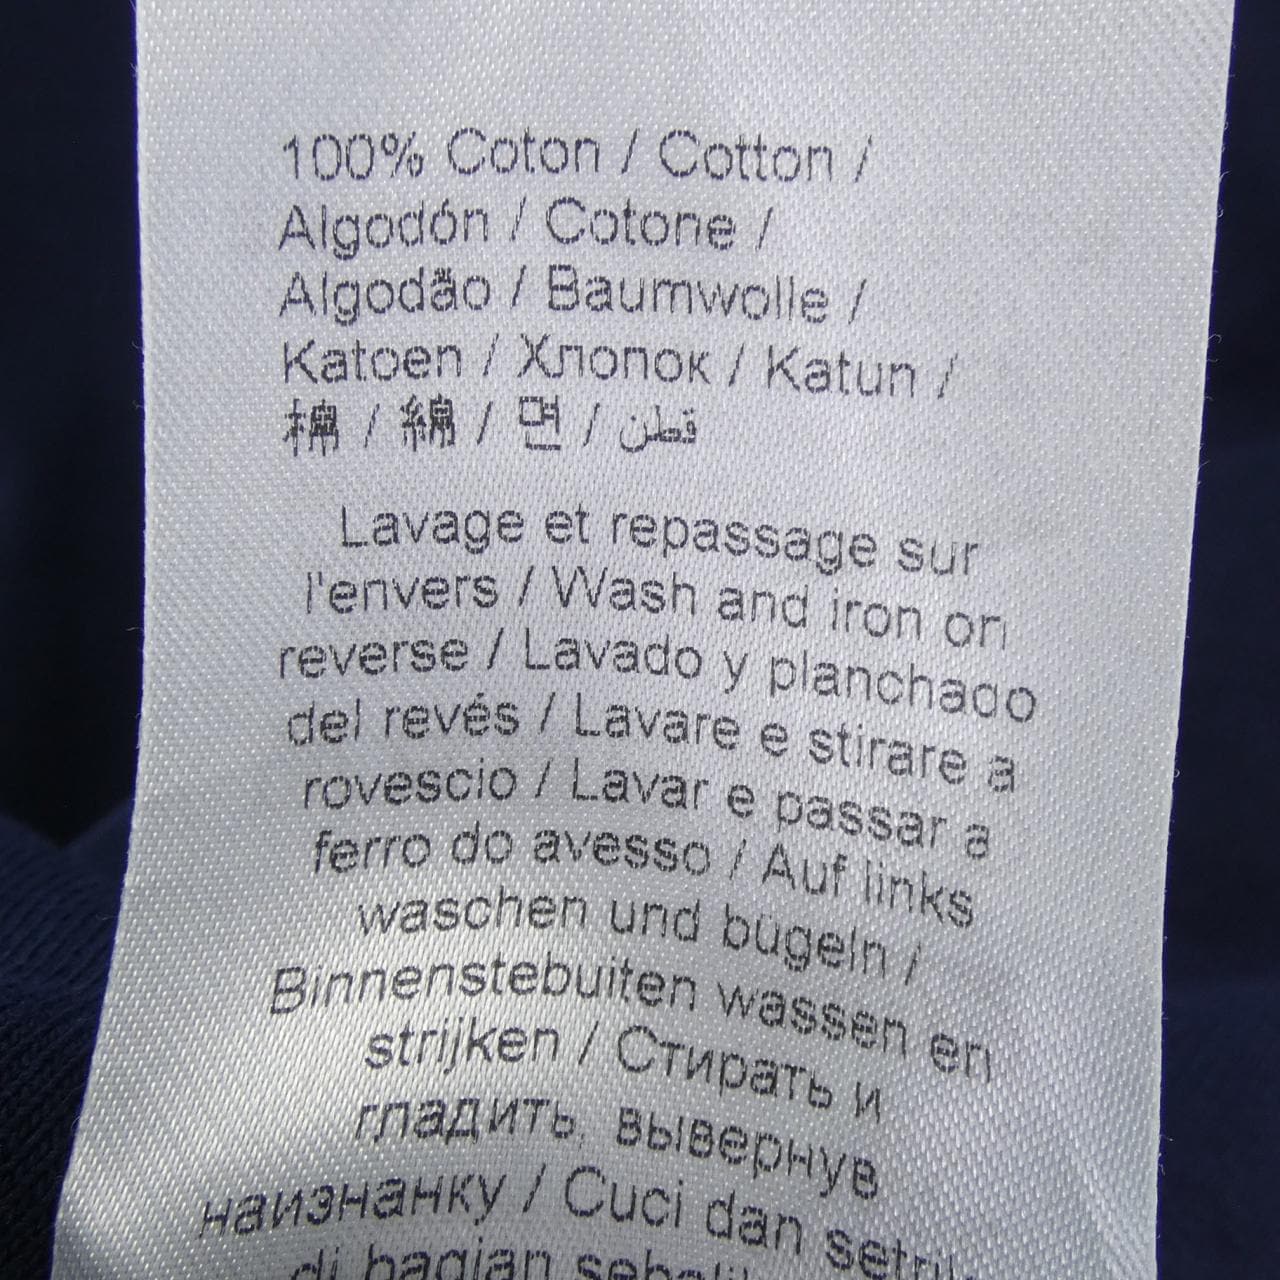 100% Coton / Cotton /
Algodón / Cotone /
Algodão / Baumwolle /
Katoen / Хлопок / Katun /
棉 / 綿 / 면 / قطن
Lavage et repassage sur
l'envers / Wash and iron on
reverse / Lavado y planchado
del revés / Lavare e stirare a
rovescio / Lavar e passar a
ferro do avesso / Auf links
waschen und bügeln /
Binnenstebuiten wassen en
strijken / Стирать и
гладить, вывернув
наизнанку / Cuci dan
di bagian